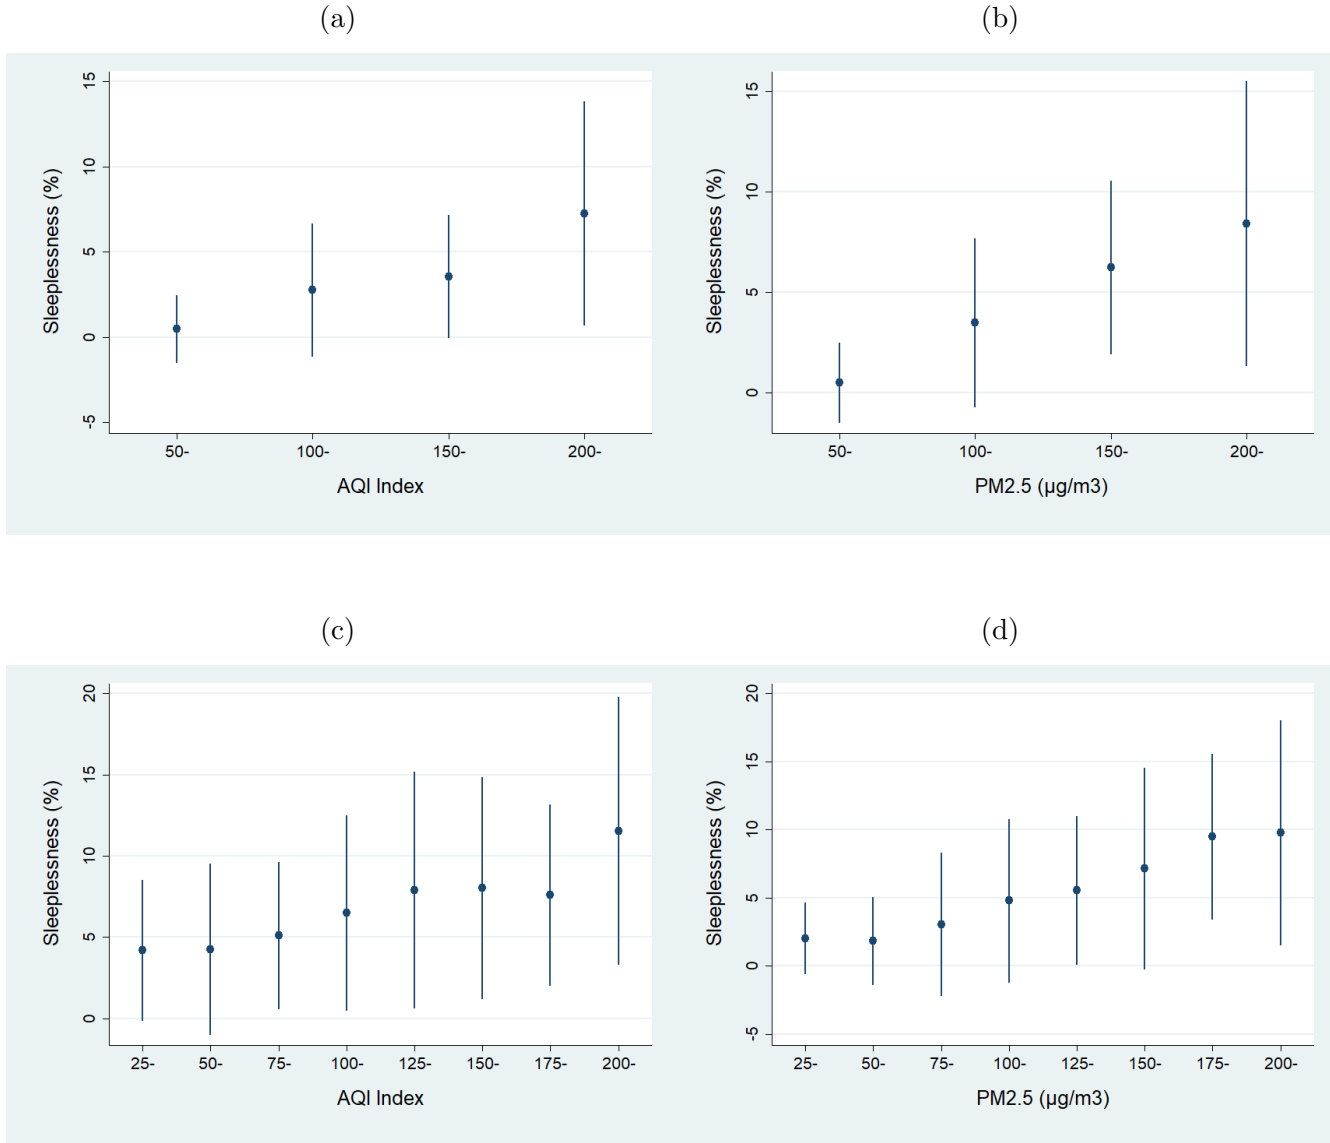 (a)
15
10
5
0
-5
Sleeplessness (%)
50- 100- 150- 200-
AQI Index
(b)
15
10
5
0
Sleeplessness (%)
50- 100- 150- 200-
PM2.5 (µg/m3)
(c)
20
15
10
5
0
Sleeplessness (%)
25- 50- 75- 100- 125- 150- 175- 200-
AQI Index
(d)
20
15
10
5
0
-5
Sleeplessness (%)
25- 50- 75- 100- 125- 150- 175- 200-
PM2.5 (µg/m3)